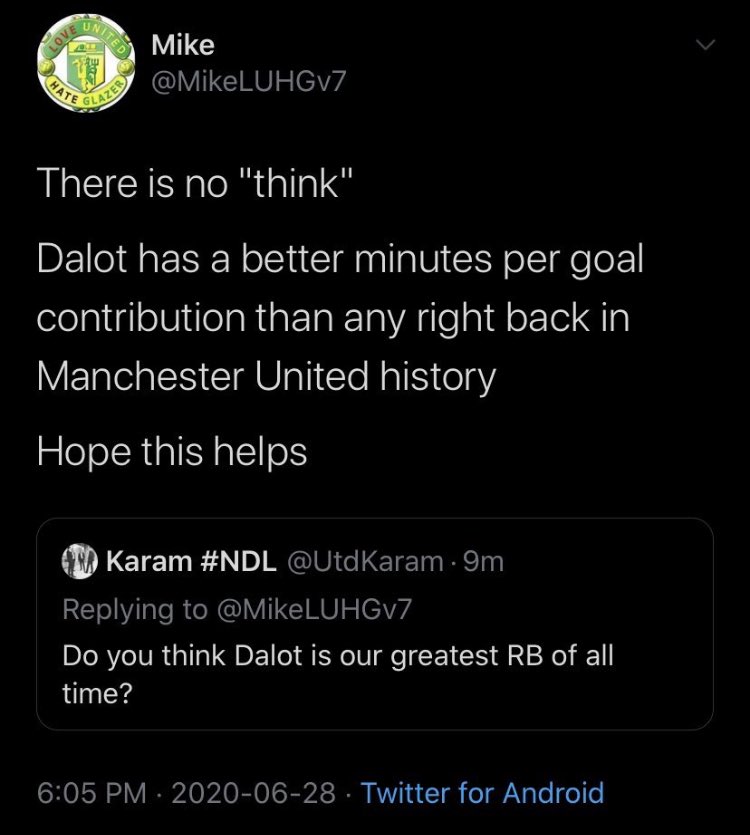 LOVE UNITED
HATE GLAZER
Mike
@MikeLUHGv7
There is no "think"
Dalot has a better minutes per goal
contribution than any right back in
Manchester United history
Hope this helps
Karam #NDL @UtdKaram · 9m
Replying to @MikeLUHGv7
Do you think Dalot is our greatest RB of all
time?
6:05 PM · 2020-06-28 · Twitter for Android